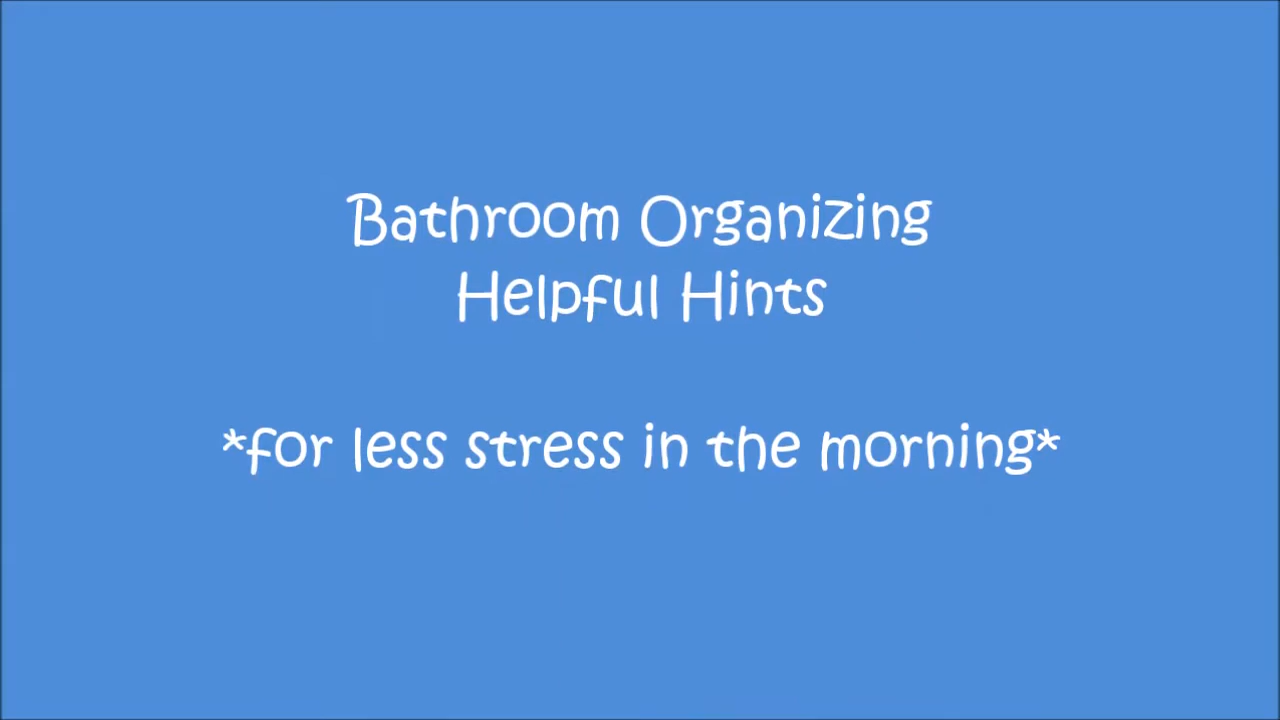 Bathroom Organizing
Helpful Hints
*for less stress in the morning*